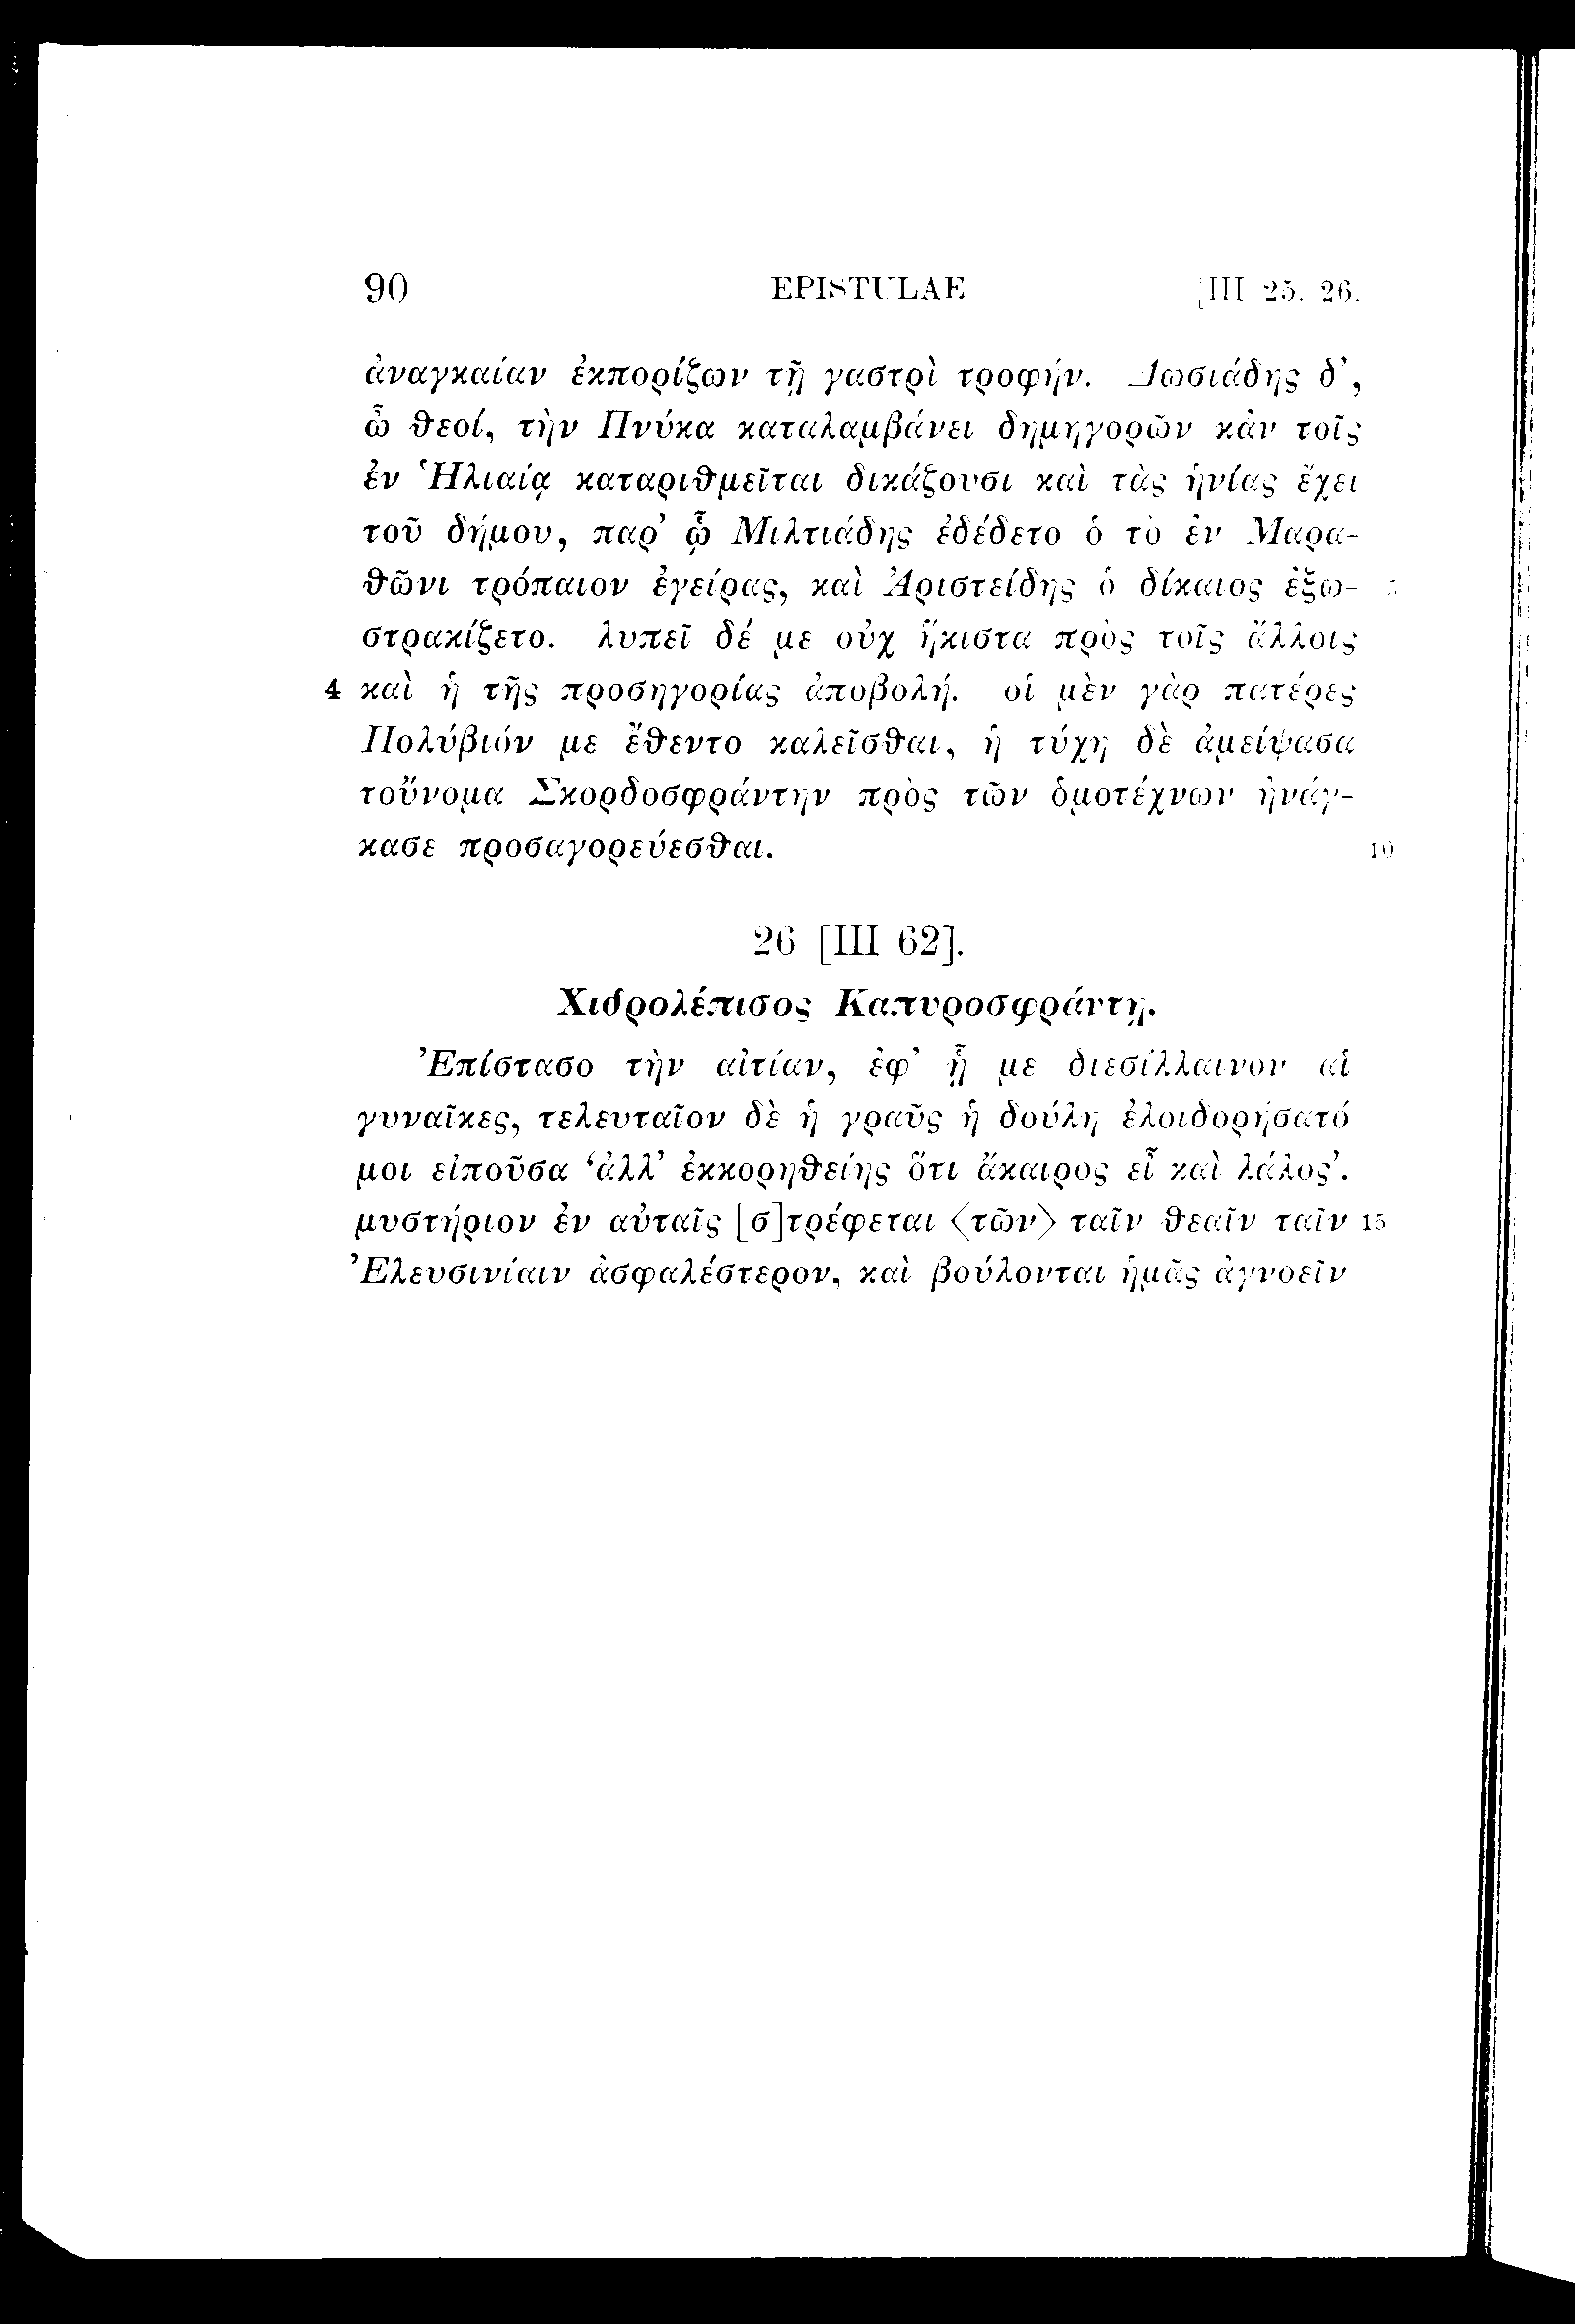 90 EPISTULAE [III 25. 26.
ἀναγκαίαν ἐκπορίζων τῇ γαστρὶ τροφήν. Δωσιάδης δ’,
ὦ θεοί, τὴν Πνύκα καταλαμβάνει δημηγορῶν κἀν τοῖς
ἐν Ἡλιαίᾳ καταριθμεῖται δικάζουσι καὶ τὰς ἡνίας ἔχει
τοῦ δήμου, παρ’ ᾧ Μιλτιάδης ἐδέδετο ὁ τὸ ἐν Μαρα-
θῶνι τρόπαιον ἐγείρας, καὶ Ἀριστείδης ὁ δίκαιος ἐξω-
στρακίζετο. λυπεῖ δέ με οὐχ ἥκιστα πρὸς τοῖς ἄλλοις
4 καὶ ἡ τῆς προσηγορίας ἀποβολή. οἱ μὲν γὰρ πατέρες
Πολύβιόν με ἔθεντο καλεῖσθαι, ἡ τύχη δὲ ἀμείψασα
τοὔνομα Σκορδοσφράντην πρὸς τῶν ὁμοτέχνων ἠνάγ-
κασε προσαγορεύεσθαι. 10
26 [III 62].
Χιδρολέπισος Καπυροσφράντῃ.
Ἐπίστασο τὴν αἰτίαν, ἐφ’ ᾗ με διεσίλλαινον αἱ
γυναῖκες, τελευταῖον δὲ ἡ γραῦς ἡ δούλη ἐλοιδορήσατό
μοι εἰποῦσα ‘ἀλλ’ ἐκκορηθείης ὅτι ἄκαιρος εἶ καὶ λάλος’.
μυστήριον ἐν αὐταῖς [σ]τρέφεται ⟨τῶν⟩ ταῖν θεαῖν ταῖν 15
Ἐλευσινίαιν ἀσφαλέστερον, καὶ βούλονται ἡμᾶς ἀγνοεῖν